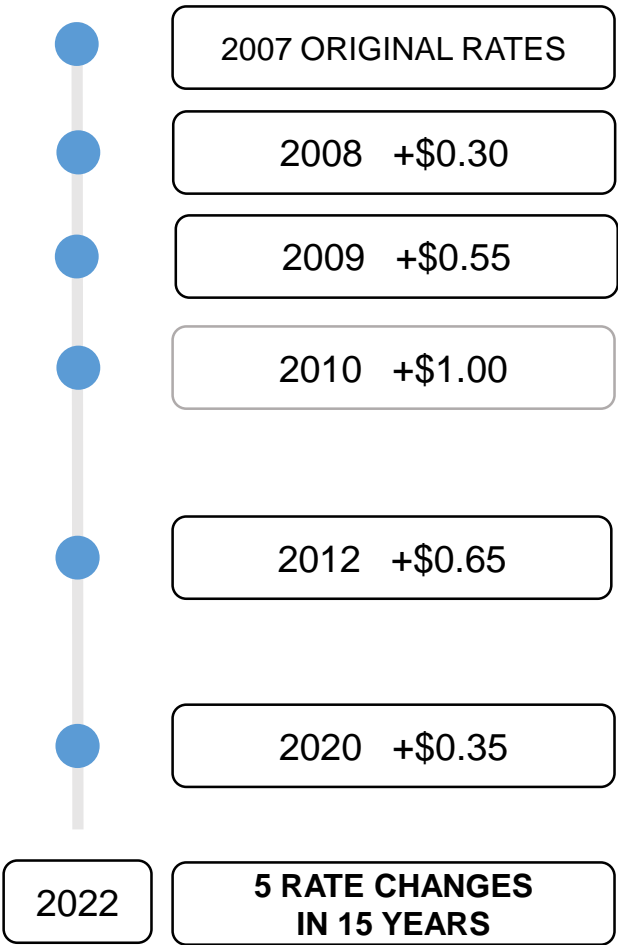 2007 ORIGINAL RATES
2008 +$0.30
2009 +$0.55
2010 +$1.00
2012 +$0.65
2020 +$0.35
2022
5 RATE CHANGES
IN 15 YEARS